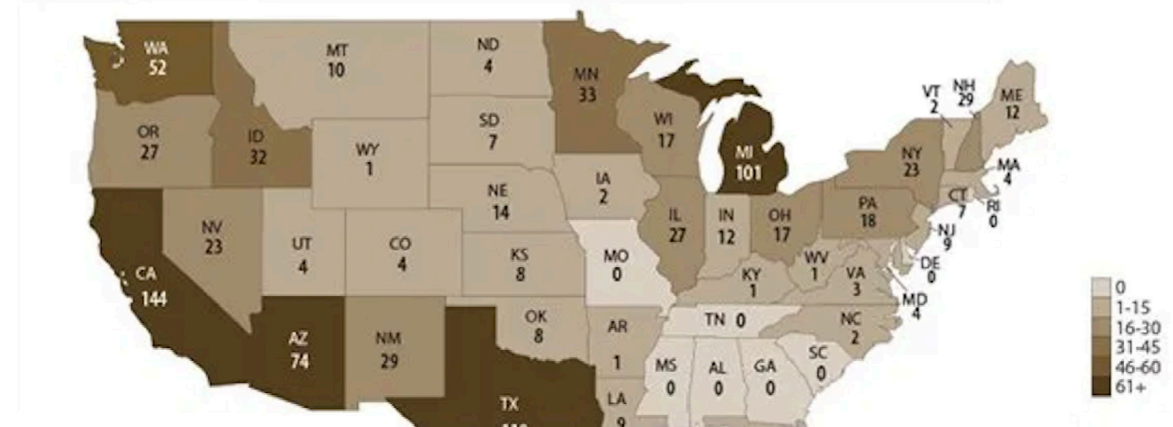 WA
52
MT
10
ND
4
MN
33
OR
27
ID
32
WY
1
SD
7
WI
17
MI
101
VT
2
NH
29
ME
12
NY
23
MA
4
CT
7
RI
0
NE
14
IA
2
NV
23
UT
4
CO
4
KS
8
MO
0
IL
27
IN
12
OH
17
PA
18
NJ
9
DE
0
MD
4
WV
1
VA
3
KY
1
CA
144
AZ
74
NM
29
OK
8
AR
1
TN 0
NC
2
SC
0
MS
0
AL
0
GA
0
TX
LA
9
0
1-15
16-30
31-45
46-60
61+